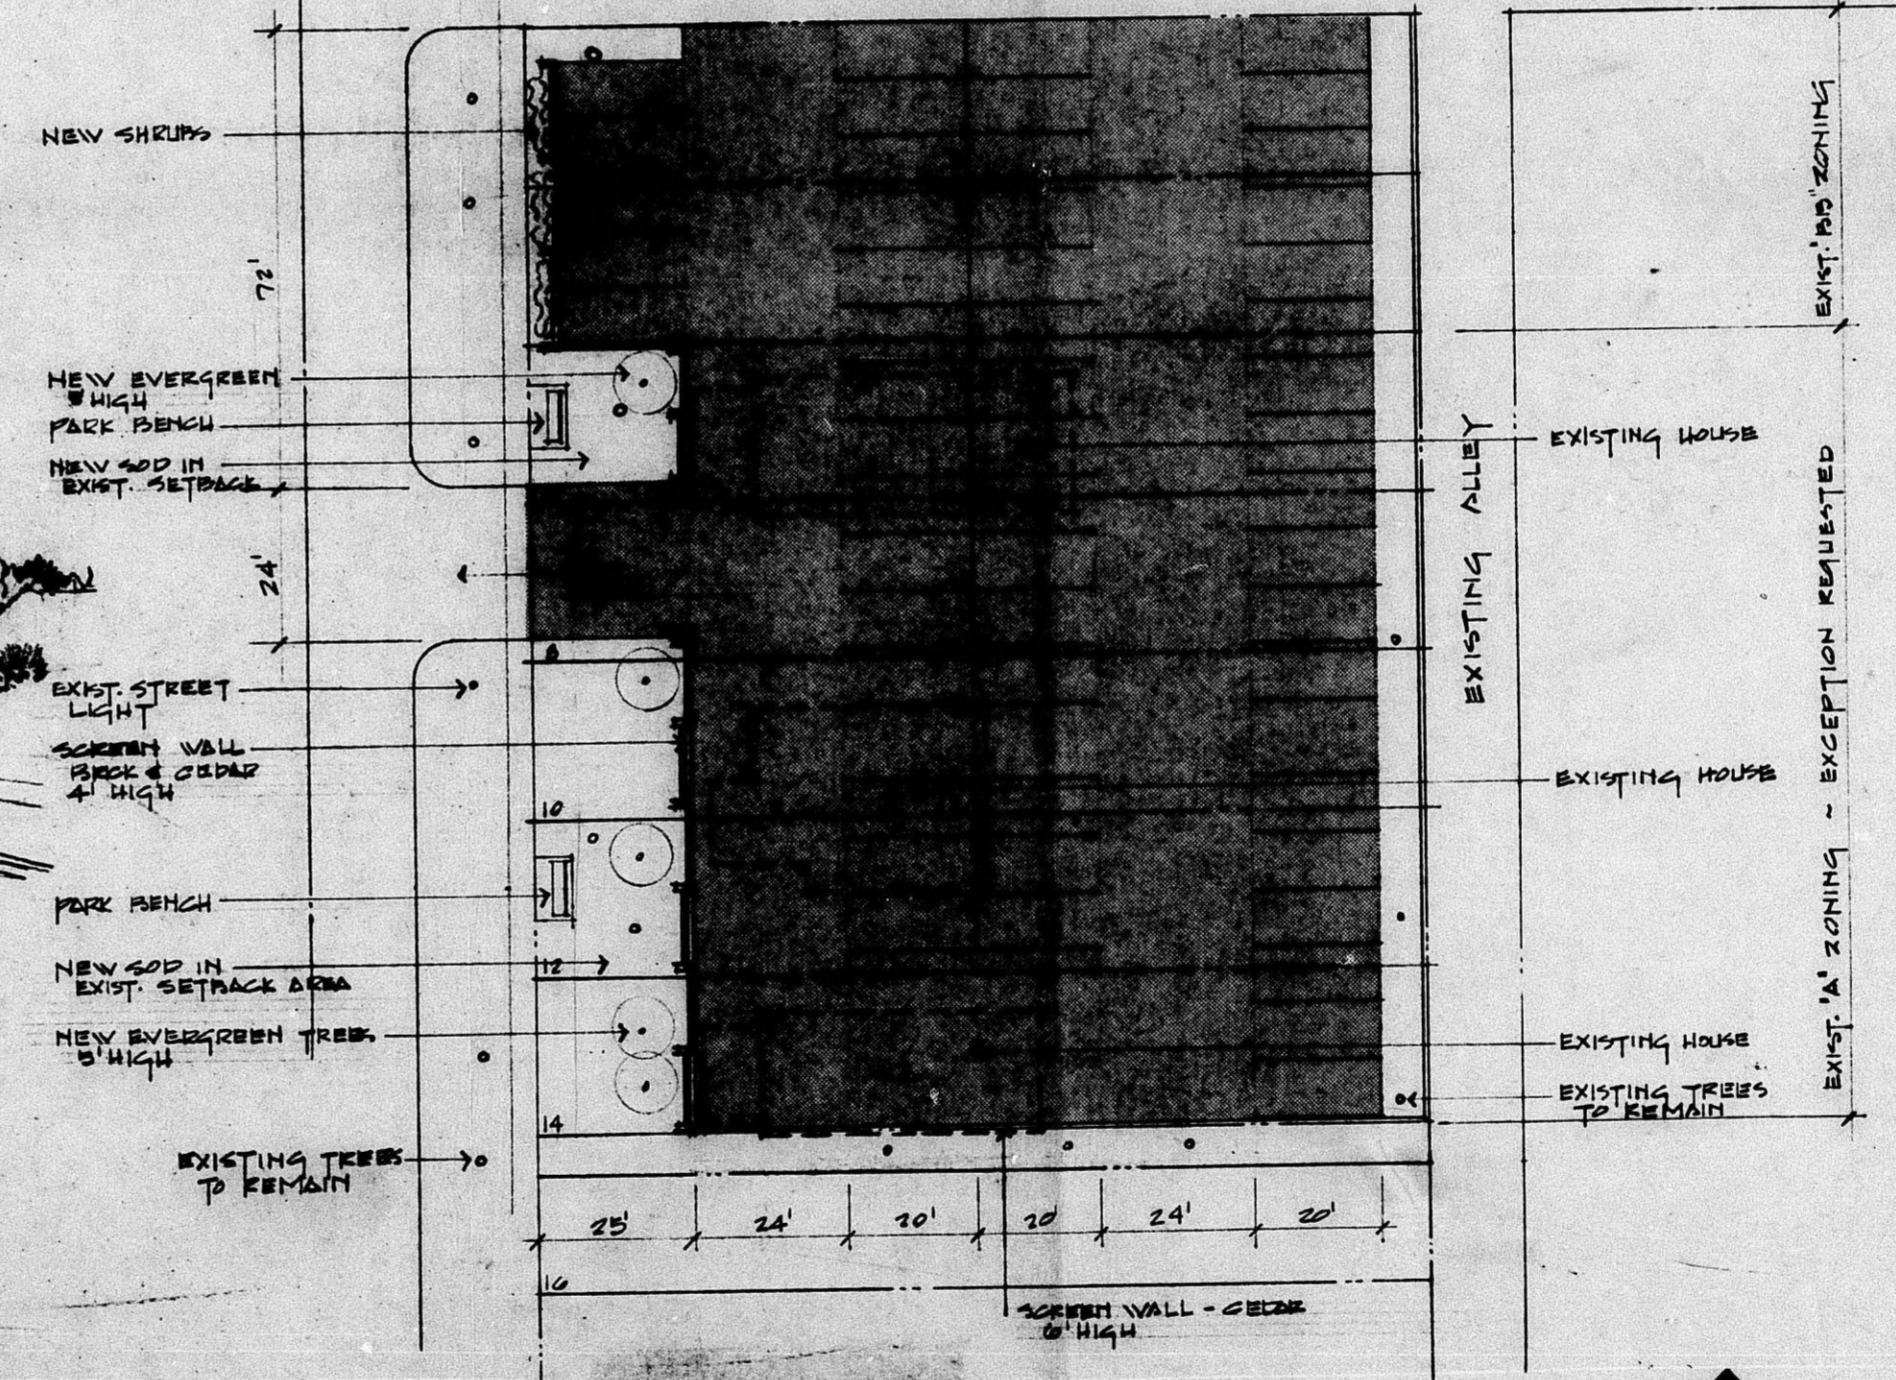 NEW SHRUBS
72'
NEW EVERGREEN
5' HIGH
PARK BENCH
NEW SOD IN
EXIST. SETBACK
24'
EXIST. STREET
LIGHT
SCREEN WALL
BRICK & CEDAR
4' HIGH
PARK BENCH
NEW SOD IN
EXIST. SETBACK AREA
NEW EVERGREEN TREES
5' HIGH
EXISTING TREES
TO REMAIN
8
10
12
14
16
25'
24'
20'
20'
24'
20'
SCREEN WALL - CEDAR
6' HIGH
EXISTING ALLEY
EXISTING HOUSE
EXISTING HOUSE
EXISTING HOUSE
EXISTING TREES
TO REMAIN
EXIST. 'BB' ZONING
EXIST. 'A' ZONING ~ EXCEPTION REQUESTED